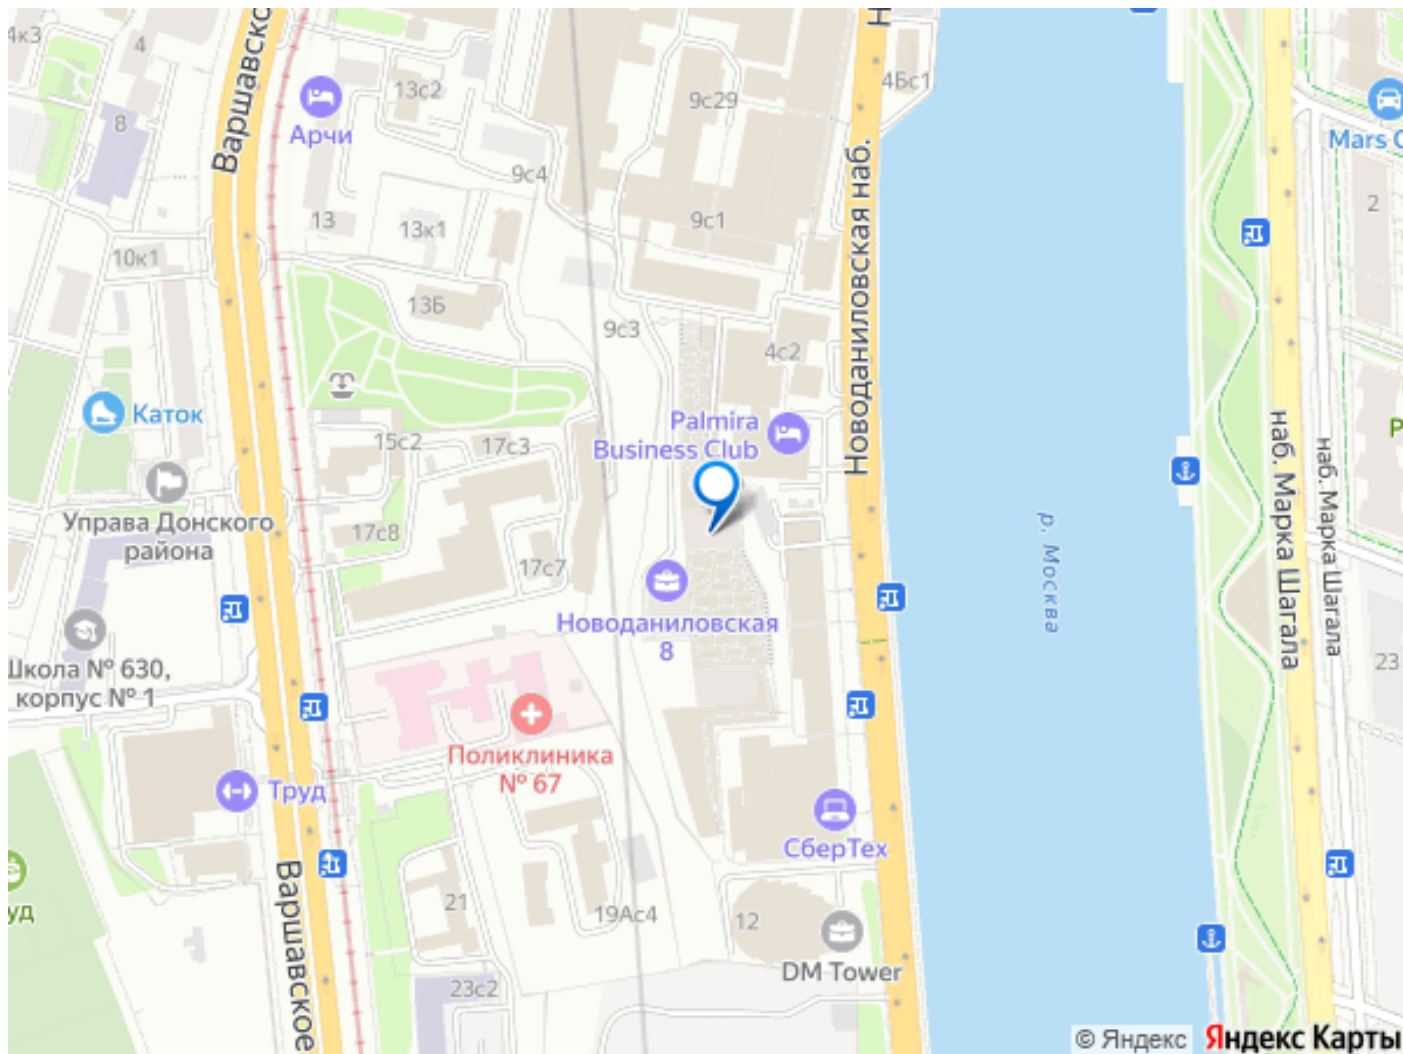 4к3
4
Варшавско
Н
13с2
9с29
4Бс1
8
Арчи
Mars C
9с4
2
13
13к1
9с1
10к1
Новоданиловская наб.
13Б
9с3
4с2
Каток
Palmira
Business Club
15с2
17с3
Р
наб. Марка Шагала
наб. Марка Шагала
Управа Донского
района
17с8
17с7
р. Москва
Новоданиловская
8
Школа № 630,
корпус № 1
23
Поликлиника
№ 67
Труд
СберТех
Варшавское
уд
21
19Ас4
12
DM Tower
23с2
© Яндекс Яндекс Карты